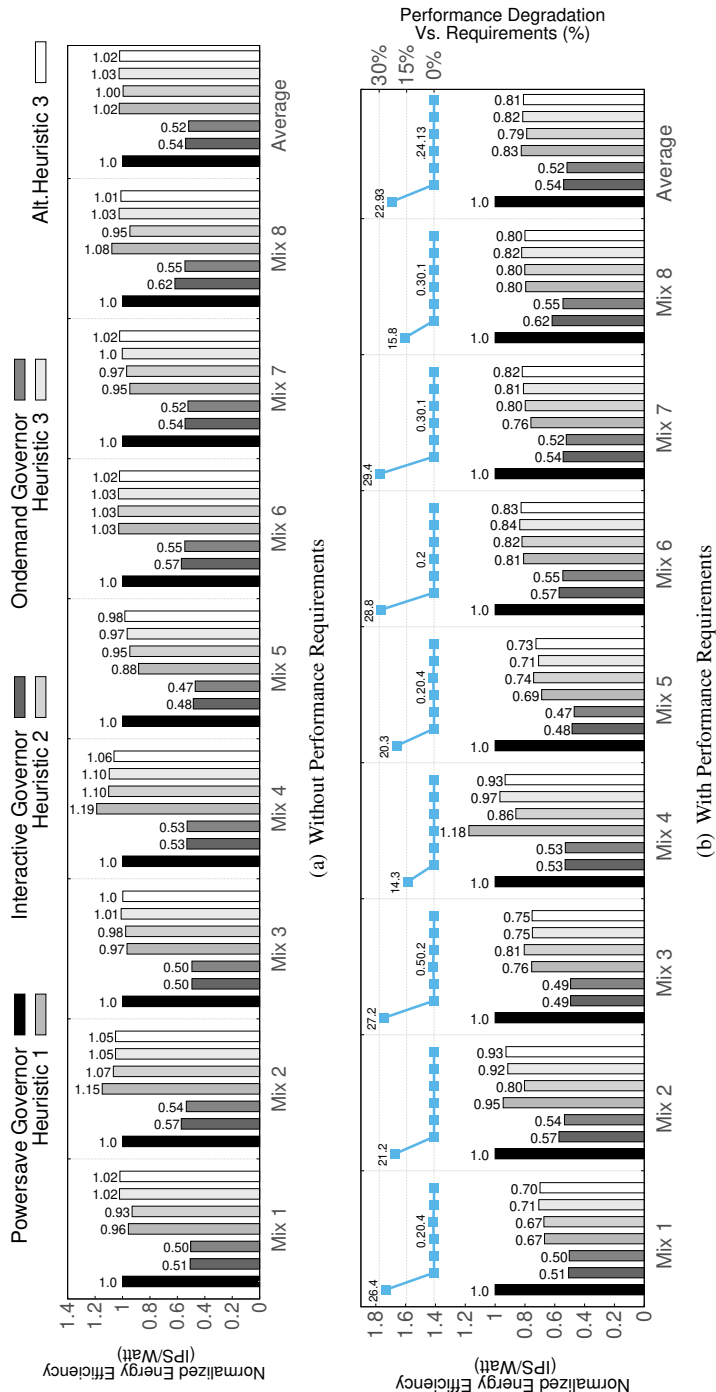 Powersave Governor
Interactive Governor
Ondemand Governor
Alt.Heuristic 3
Heuristic 1
Heuristic 2
Heuristic 3
Normalized Energy Efficiency
(IPS/Watt)
1.4
1.2
1
0.8
0.6
0.4
0.2
0
1.0 0.51 0.50 0.96 0.93 1.02 1.02
1.0 0.57 0.54 1.15 1.07 1.05 1.05
1.0 0.50 0.50 0.97 0.98 1.01 1.0
1.0 0.53 0.53 1.19 1.10 1.10 1.06
1.0 0.48 0.47 0.88 0.95 0.97 0.98
1.0 0.57 0.55 1.03 1.03 1.03 1.02
1.0 0.54 0.52 0.95 0.97 1.0 1.02
1.0 0.62 0.55 1.08 0.95 1.03 1.01
1.0 0.54 0.52 1.02 1.00 1.03 1.02
Mix 1 Mix 2 Mix 3 Mix 4 Mix 5 Mix 6 Mix 7 Mix 8 Average
(a) Without Performance Requirements
Performance Degradation
Vs. Requirements (%)
30%
15%
0%
Normalized Energy Efficiency
(IPS/Watt)
1.8
1.6
1.4
1.2
1
0.8
0.6
0.4
0.2
0
26.4 0.20.4
21.2
27.2 0.50.2
14.3
20.3 0.20.4
28.8 0.2
29.4 0.30.1
15.8 0.30.1
22.93 .24.13
1.0 0.51 0.50 0.67 0.67 0.71 0.70
1.0 0.57 0.54 0.95 0.80 0.92 0.93
1.0 0.49 0.49 0.76 0.81 0.75 0.75
1.0 0.53 0.53 1.18 0.86 0.97 0.93
1.0 0.48 0.47 0.69 0.74 0.71 0.73
1.0 0.57 0.55 0.81 0.82 0.84 0.83
1.0 0.54 0.52 0.76 0.80 0.81 0.82
1.0 0.62 0.55 0.80 0.80 0.82 0.80
1.0 0.54 0.52 0.83 0.79 0.82 0.81
Mix 1 Mix 2 Mix 3 Mix 4 Mix 5 Mix 6 Mix 7 Mix 8 Average
(b) With Performance Requirements